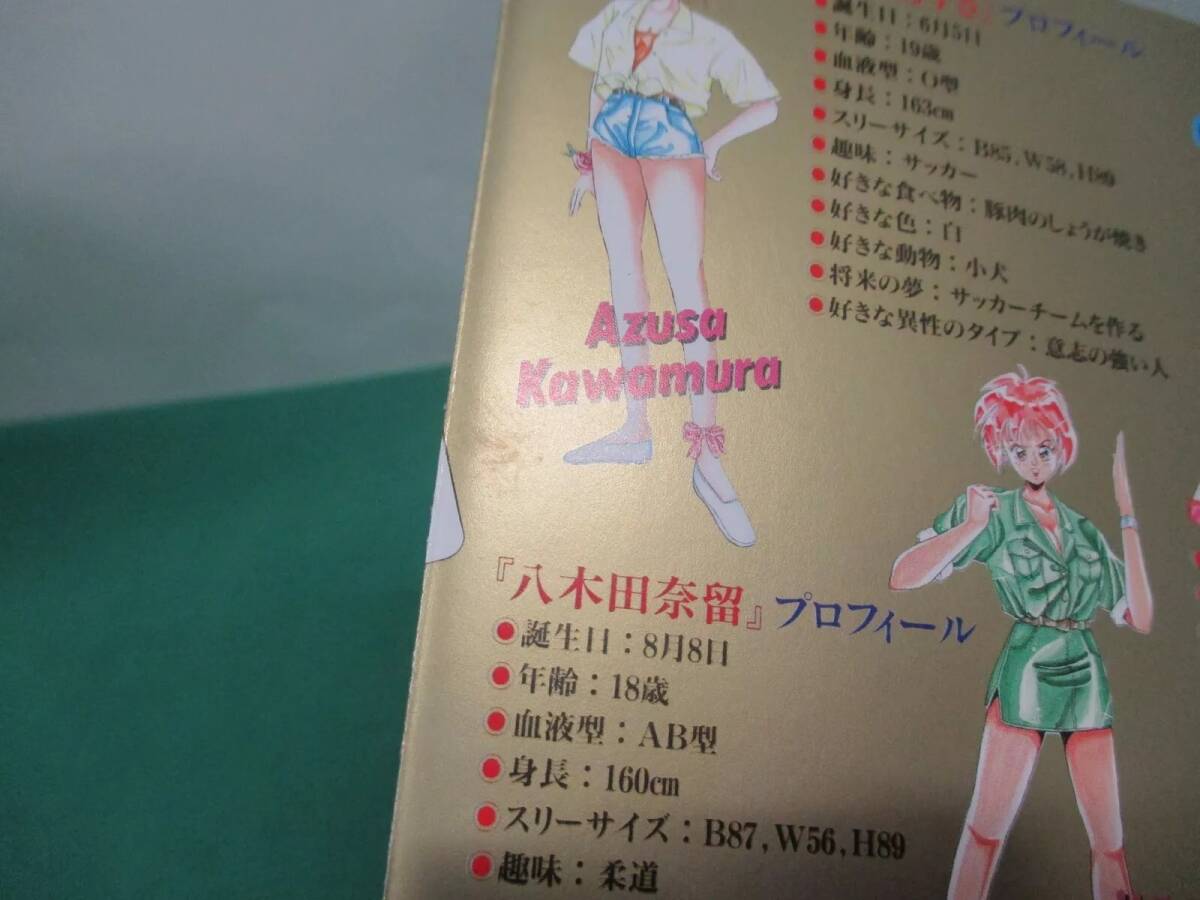 プロフィール
誕生日：6月5日
年齢：19歳
血液型：O型
身長：163cm
スリーサイズ：B85,W58,H89
趣味：サッカー
好きな食べ物：豚肉のしょうが焼き
好きな色：白
好きな動物：小犬
将来の夢：サッカーチームを作る
好きな異性のタイプ：意志の強い人
Azusa
Kawamura
『八木田奈留』プロフィール
誕生日：8月8日
年齢：18歳
血液型：AB型
身長：160cm
スリーサイズ：B87,W56,H89
趣味：柔道